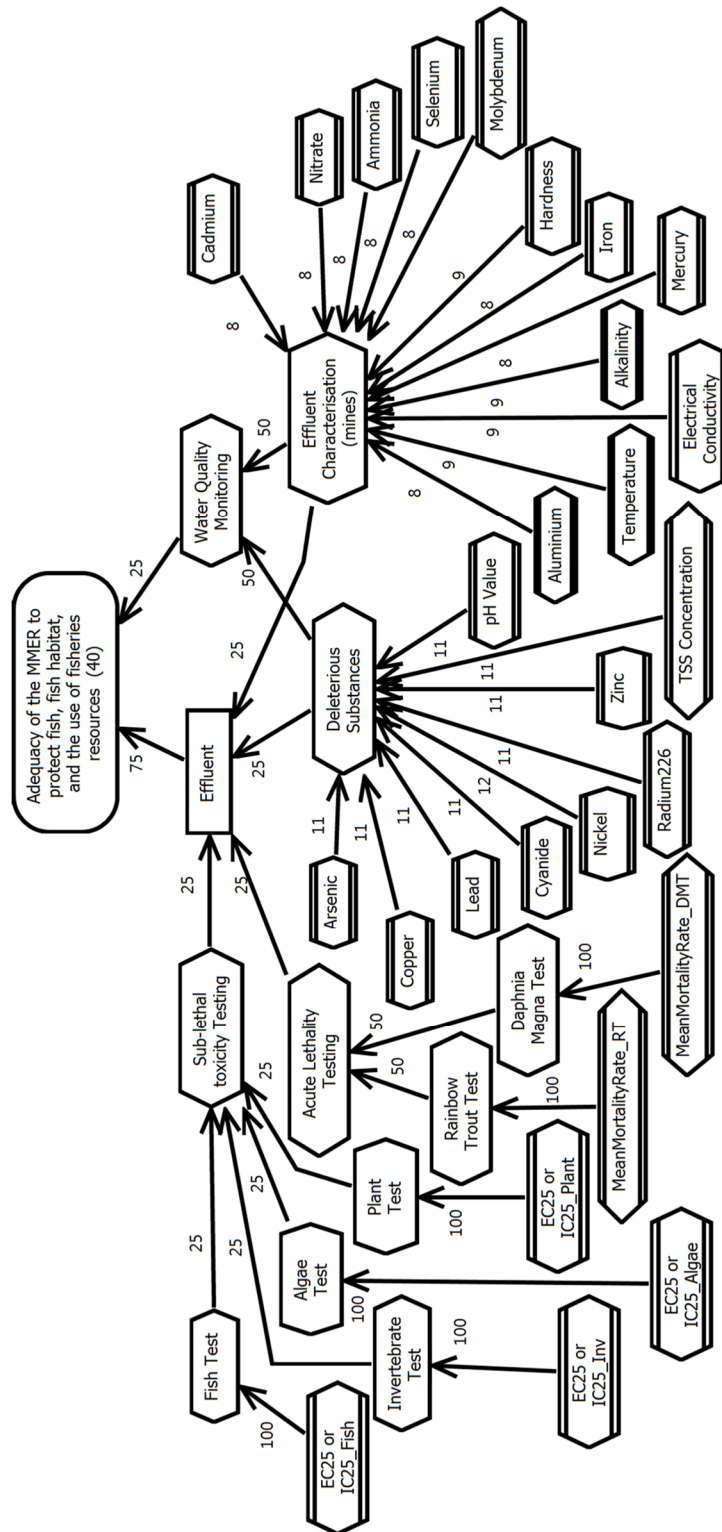 Adequacy of the MMER to
protect fish, fish habitat,
and the use of fisheries
resources (40)
75
25
Effluent
Water Quality
Monitoring
25
25
25
25
50
50
Sub-lethal
toxicity Testing
Acute Lethality
Testing
Deleterious
Substances
Effluent
Characterisation
(mines)
25
25
25
25
Fish Test
Invertebrate
Test
Algae
Test
Plant
Test
100
100
100
100
EC25 or
IC25_Fish
EC25 or
IC25_Inv
EC25 or
IC25_Algae
EC25 or
IC25_Plant
50
50
Rainbow
Trout Test
Daphnia
Magna Test
100
100
MeanMortalityRate_RT
MeanMortalityRate_DMT
11
11
11
11
12
11
11
11
11
Arsenic
Copper
Lead
Cyanide
Nickel
Radium226
Zinc
TSS Concentration
pH Value
8
9
9
9
8
8
9
8
8
8
8
8
Aluminium
Temperature
Electrical
Conductivity
Alkalinity
Mercury
Iron
Hardness
Molybdenum
Selenium
Ammonia
Nitrate
Cadmium